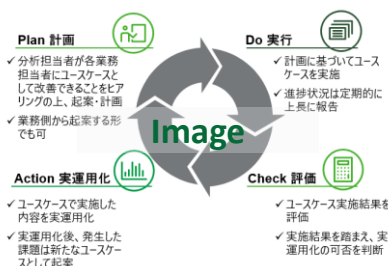 Plan 計画
✓ 分析担当者が各業務
担当者にユースケースと
して改善できることをヒア
リングの上、起案・計画
✓ 業務側から起案する形
でも可
Do 実行
✓ 計画に基づいてユース
ケースを実施
✓ 進捗状況は定期的に
上長に報告
Image
Action 実運用化
✓ ユースケースで実施した
内容を実運用化
✓ 実運用化後、発生した
課題は新たなユースケー
スとして起案
Check 評価
✓ ユースケース実施結果を
評価
✓ 実施結果を踏まえ、実
運用化の可否を判断